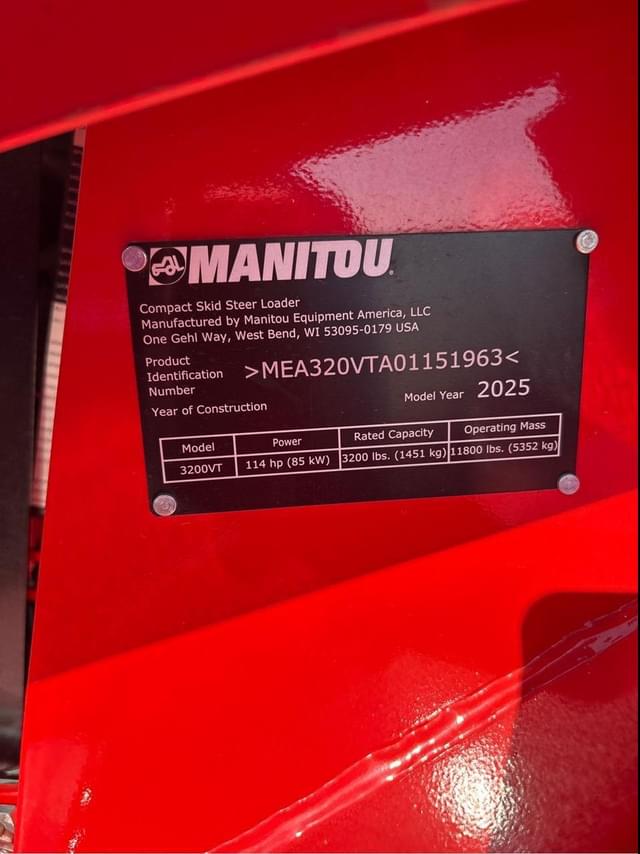 MANITOU
Compact Skid Steer Loader
Manufactured by Manitou Equipment America, LLC
One Gehl Way, West Bend, WI 53095-0179 USA
Product
Identification
Number
>MEA320VTA01151963<
Year of Construction
Model Year 2025
Model Power Rated Capacity Operating Mass
3200VT 114 hp (85 kW) 3200 lbs. (1451 kg) 11800 lbs. (5352 kg)